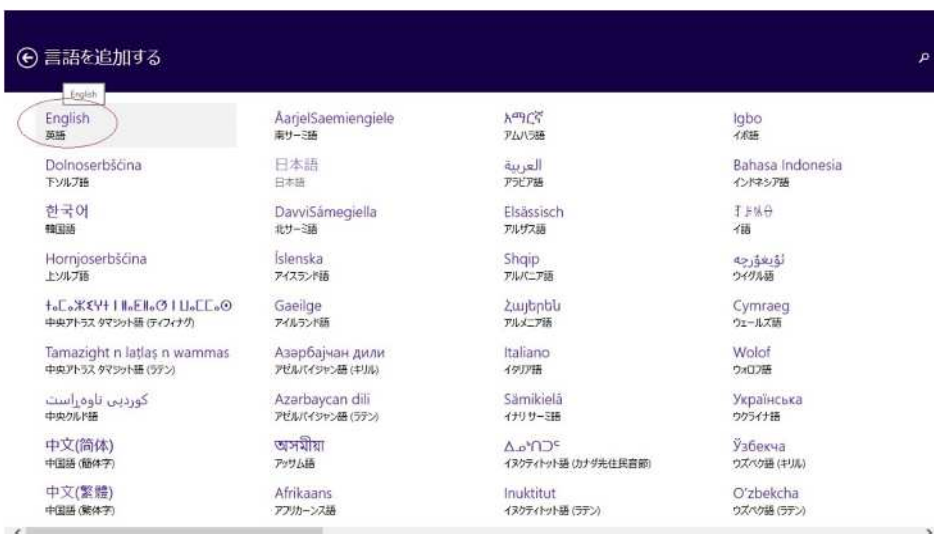 言語を追加する
English
English
英語
Dolnoserbšćina
下ソルブ語
한국어
韓国語
Hornjoserbšćina
上ソルブ語
中央アトラス タマジット語 (ティフィナグ)
Tamazight n laṭlaṣ n wammas
中央アトラス タマジット語 (ラテン)
كوردیی ناوەڕاست
中央クルド語
中文(简体)
中国語 (簡体字)
中文(繁體)
中国語 (繁体字)
ÅarjelSaemiengiele
南サーミ語
日本語
日本語
DavviSámegiella
北サーミ語
Íslenska
アイスランド語
Gaeilge
アイルランド語
Азәрбајҹан дили
アゼルバイジャン語 (キリル)
Azərbaycan dili
アゼルバイジャン語 (ラテン)
অসমীয়া
アッサム語
Afrikaans
アフリカーンス語
አማርኛ
アムハラ語
العربية
アラビア語
Elsässisch
アルザス語
Shqip
アルバニア語
Հայերեն
アルメニア語
Italiano
イタリア語
Sämikielâ
イナリ サーミ語
ᐃᓄᒃᑎᑐᑦ
イヌクティトット語 (カナダ先住民音節)
Inuktitut
イヌクティトット語 (ラテン)
Igbo
イボ語
Bahasa Indonesia
インドネシア語
イ語
ئۇيغۇرچە
ウイグル語
Cymraeg
ウェールズ語
Wolof
ウォロフ語
Українська
ウクライナ語
Ўзбекча
ウズベク語 (キリル)
O'zbekcha
ウズベク語 (ラテン)